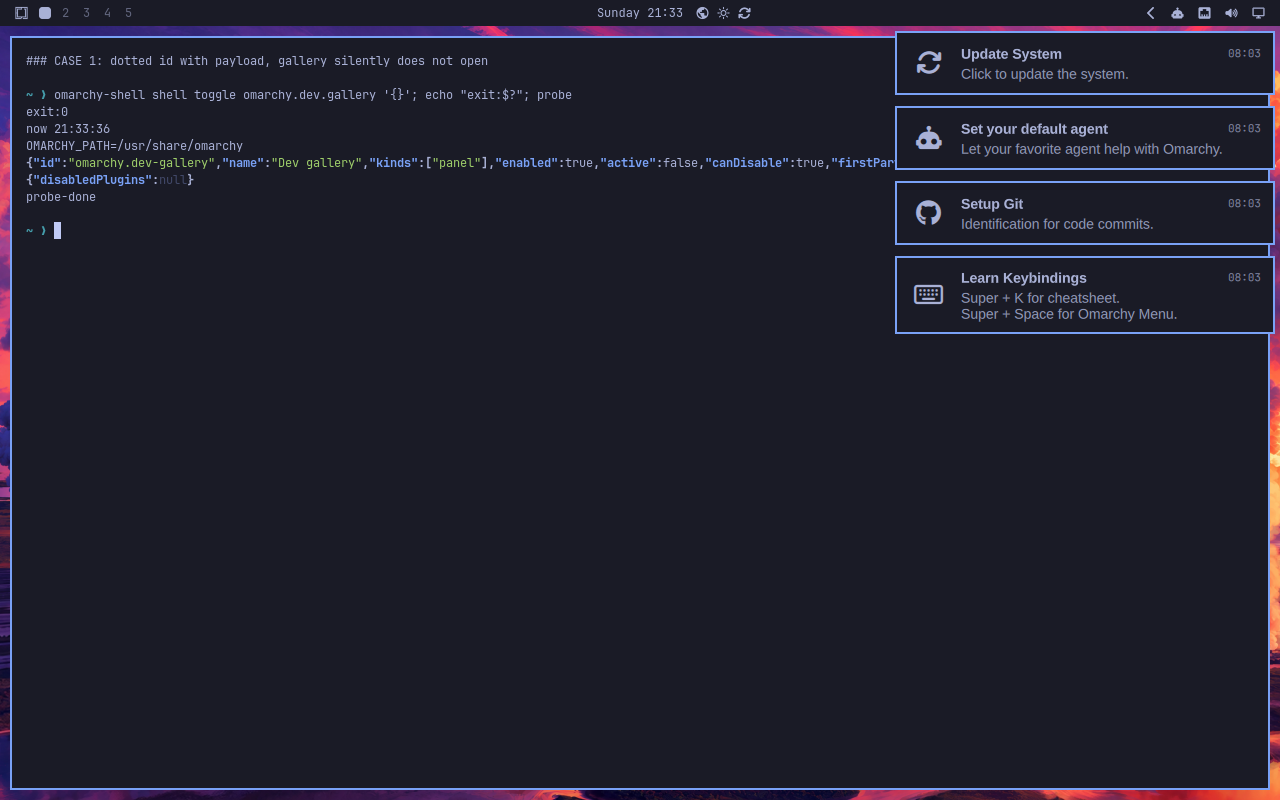 2 3 4 5
Sunday 21:33
### CASE 1: dotted id with payload, gallery silently does not open
~ ❯ omarchy-shell shell toggle omarchy.dev.gallery '{}'; echo "exit:$?"; probe
exit:0
now 21:33:36
OMARCHY_PATH=/usr/share/omarchy
{"id":"omarchy.dev-gallery","name":"Dev gallery","kinds":["panel"],"enabled":true,"active":false,"canDisable":true,"firstPar
{"disabledPlugins":null}
probe-done
~ ❯
Update System 08:03
Click to update the system.
Set your default agent 08:03
Let your favorite agent help with Omarchy.
Setup Git 08:03
Identification for code commits.
Learn Keybindings 08:03
Super + K for cheatsheet.
Super + Space for Omarchy Menu.